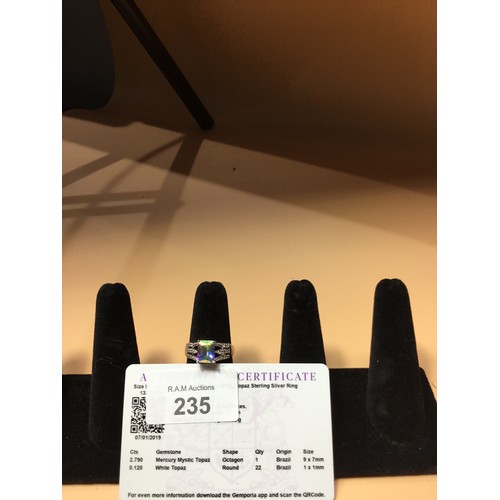 A CERTIFICATE
Size
opaz Sterling Silver Ring
R.A.M Auctions
235
07/01/2019
Cts Gemstone Shape Qty Origin Size
2.790 Mercury Mystic Topaz Octagon 1 Brazil 9 x 7mm
0.120 White Topaz Round 22 Brazil 1 x 1mm
For even more information download the Gemporia app and scan the QRCode.